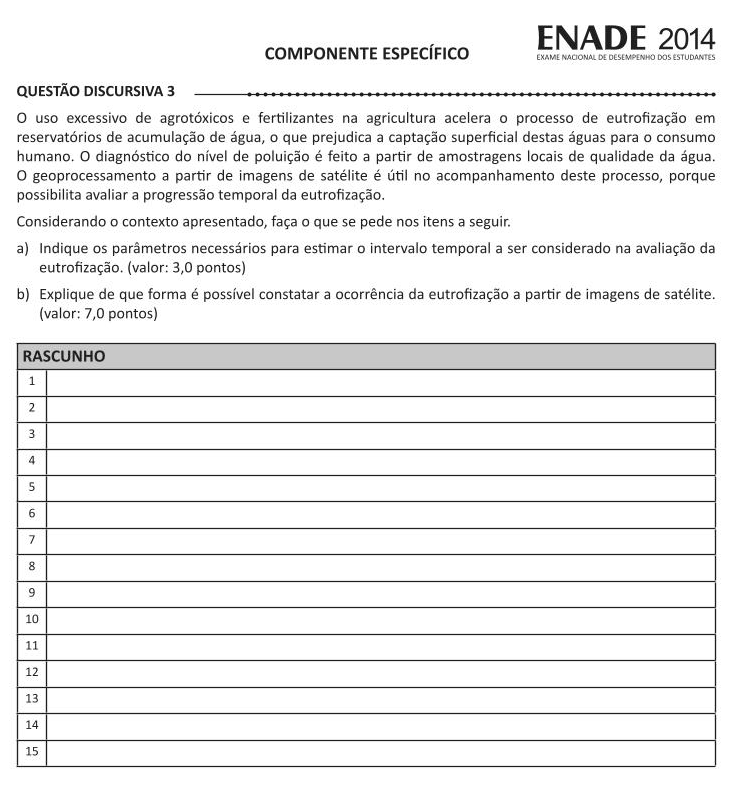 ENADE 2014
EXAME NACIONAL DE DESEMPENHO DOS ESTUDANTES
COMPONENTE ESPECÍFICO
QUESTÃO DISCURSIVA 3
O uso excessivo de agrotóxicos e fertilizantes na agricultura acelera o processo de eutrofização em
reservatórios de acumulação de água, o que prejudica a captação superficial destas águas para o consumo
humano. O diagnóstico do nível de poluição é feito a partir de amostragens locais de qualidade da água.
O geoprocessamento a partir de imagens de satélite é útil no acompanhamento deste processo, porque
possibilita avaliar a progressão temporal da eutrofização.
Considerando o contexto apresentado, faça o que se pede nos itens a seguir.
a) Indique os parâmetros necessários para estimar o intervalo temporal a ser considerado na avaliação da
eutrofização. (valor: 3,0 pontos)
b) Explique de que forma é possível constatar a ocorrência da eutrofização a partir de imagens de satélite.
(valor: 7,0 pontos)
RASCUNHO
1
2
3
4
5
6
7
8
9
10
11
12
13
14
15